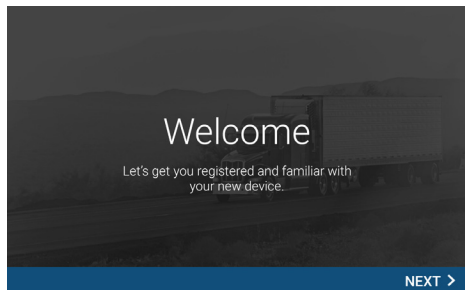 Welcome
Let's get you registered and familiar with
your new device.
NEXT >